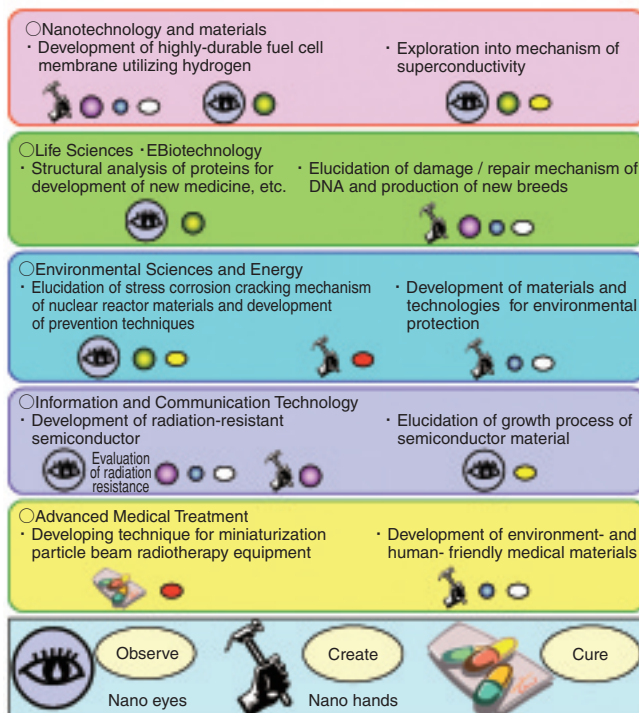 ○Nanotechnology and materials
・Development of highly-durable fuel cell
membrane utilizing hydrogen
・Exploration into mechanism of
superconductivity
○Life Sciences ・EBiotechnology
・Structural analysis of proteins for
development of new medicine, etc.
・Elucidation of damage / repair mechanism of
DNA and production of new breeds
○Environmental Sciences and Energy
・Elucidation of stress corrosion cracking mechanism
of nuclear reactor materials and development
of prevention techniques
・Development of materials and
technologies for environmental
protection
○Information and Communication Technology
・Development of radiation-resistant
semiconductor
Evaluation
of radiation
resistance
・Elucidation of growth process of
semiconductor material
○Advanced Medical Treatment
・Developing technique for miniaturization
particle beam radiotherapy equipment
・Development of environment- and
human- friendly medical materials
Observe
Nano eyes
Create
Nano hands
Cure